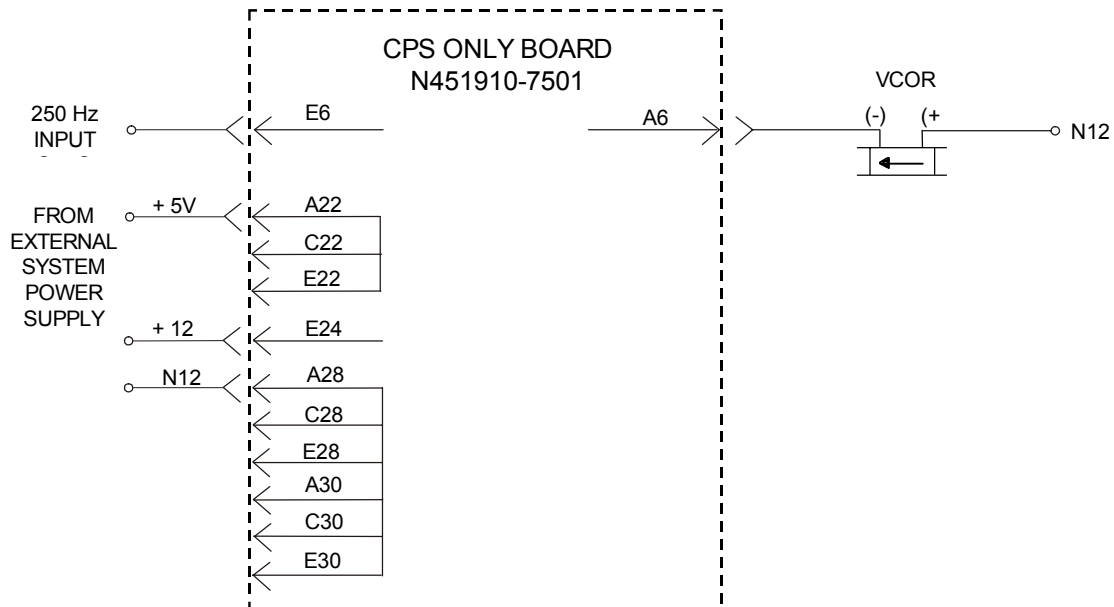 CPS ONLY BOARD
N451910-7501
VCOR
250 Hz
INPUT
E6
A6
(-)
(+
N12
+ 5V
A22
FROM
EXTERNAL
SYSTEM
POWER
SUPPLY
C22
E22
+ 12
E24
N12
A28
C28
E28
A30
C30
E30